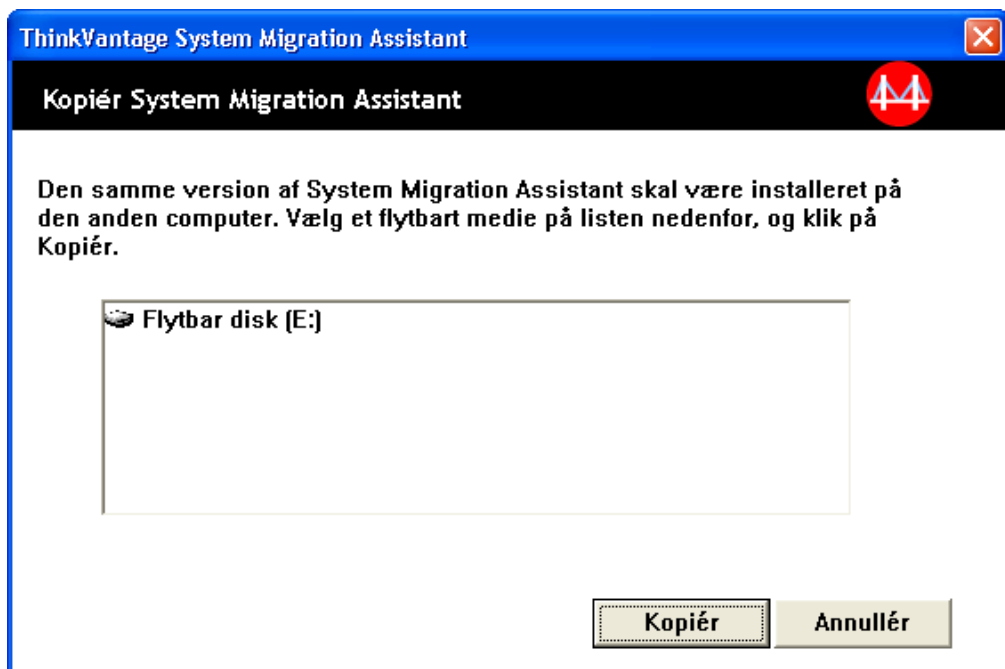 ThinkVantage System Migration Assistant
Kopiér System Migration Assistant
Den samme version af System Migration Assistant skal være installeret på
den anden computer. Vælg et flytbart medie på listen nedenfor, og klik på
Kopiér.
Flytbar disk (E:)
Kopiér
Annullér